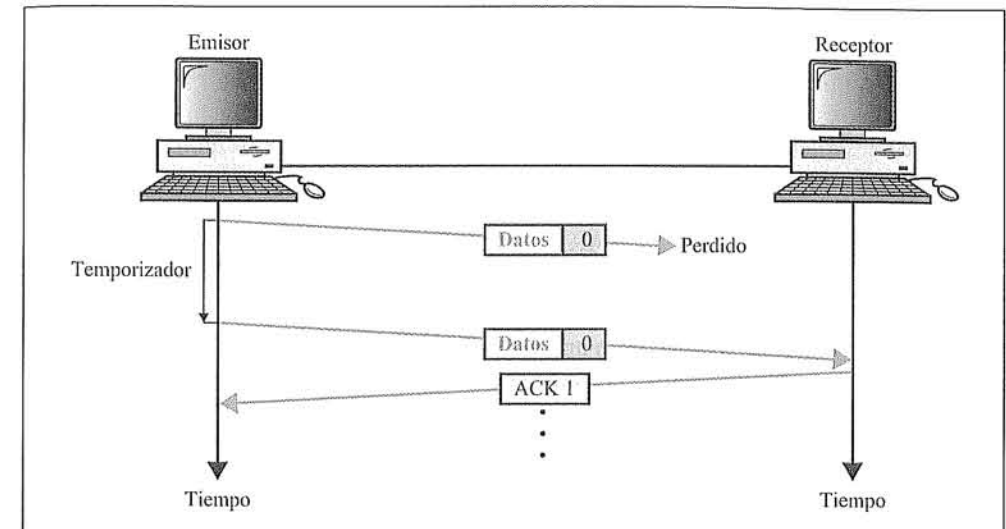 Emisor
Receptor
Datos 0
Perdido
Temporizador
Datos 0
ACK 1
Tiempo
Tiempo